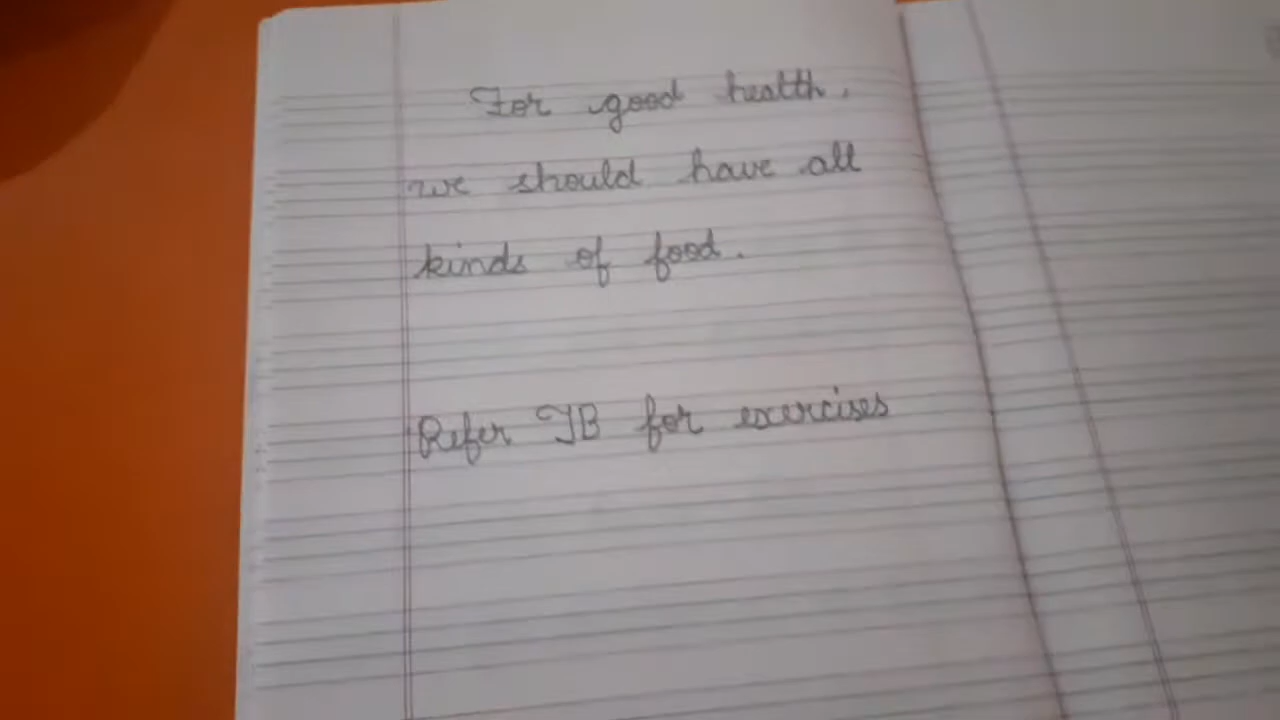 For good health,
we should have all
kinds of food.
Refer TB for exercises